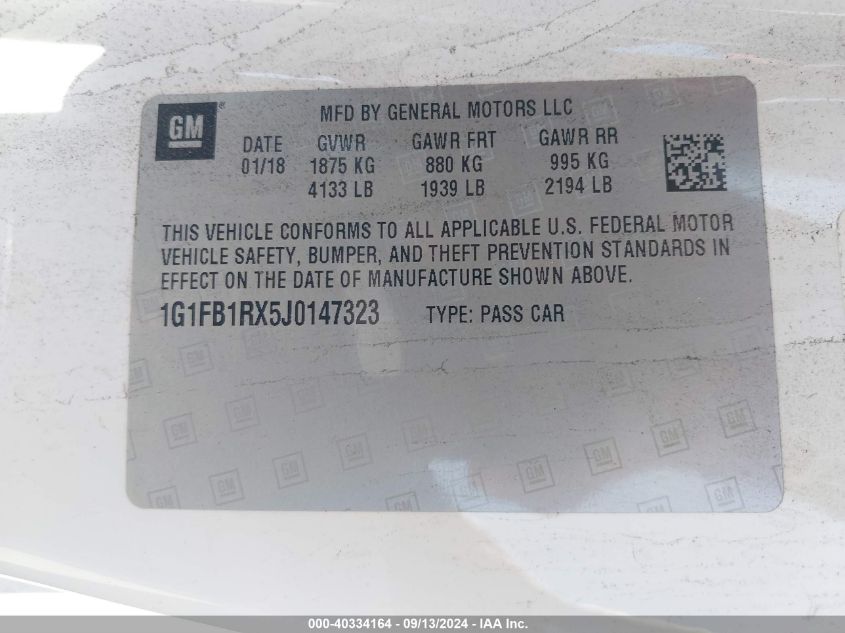 GM®
MFD BY GENERAL MOTORS LLC
DATE GVWR GAWR FRT GAWR RR
01/18 1875 KG 880 KG 995 KG
4133 LB 1939 LB 2194 LB
THIS VEHICLE CONFORMS TO ALL APPLICABLE U.S. FEDERAL MOTOR
VEHICLE SAFETY, BUMPER, AND THEFT PREVENTION STANDARDS IN
EFFECT ON THE DATE OF MANUFACTURE SHOWN ABOVE.
1G1FB1RX5J0147323 TYPE: PASS CAR
000-40334164 - 09/13/2024 - IAA Inc.